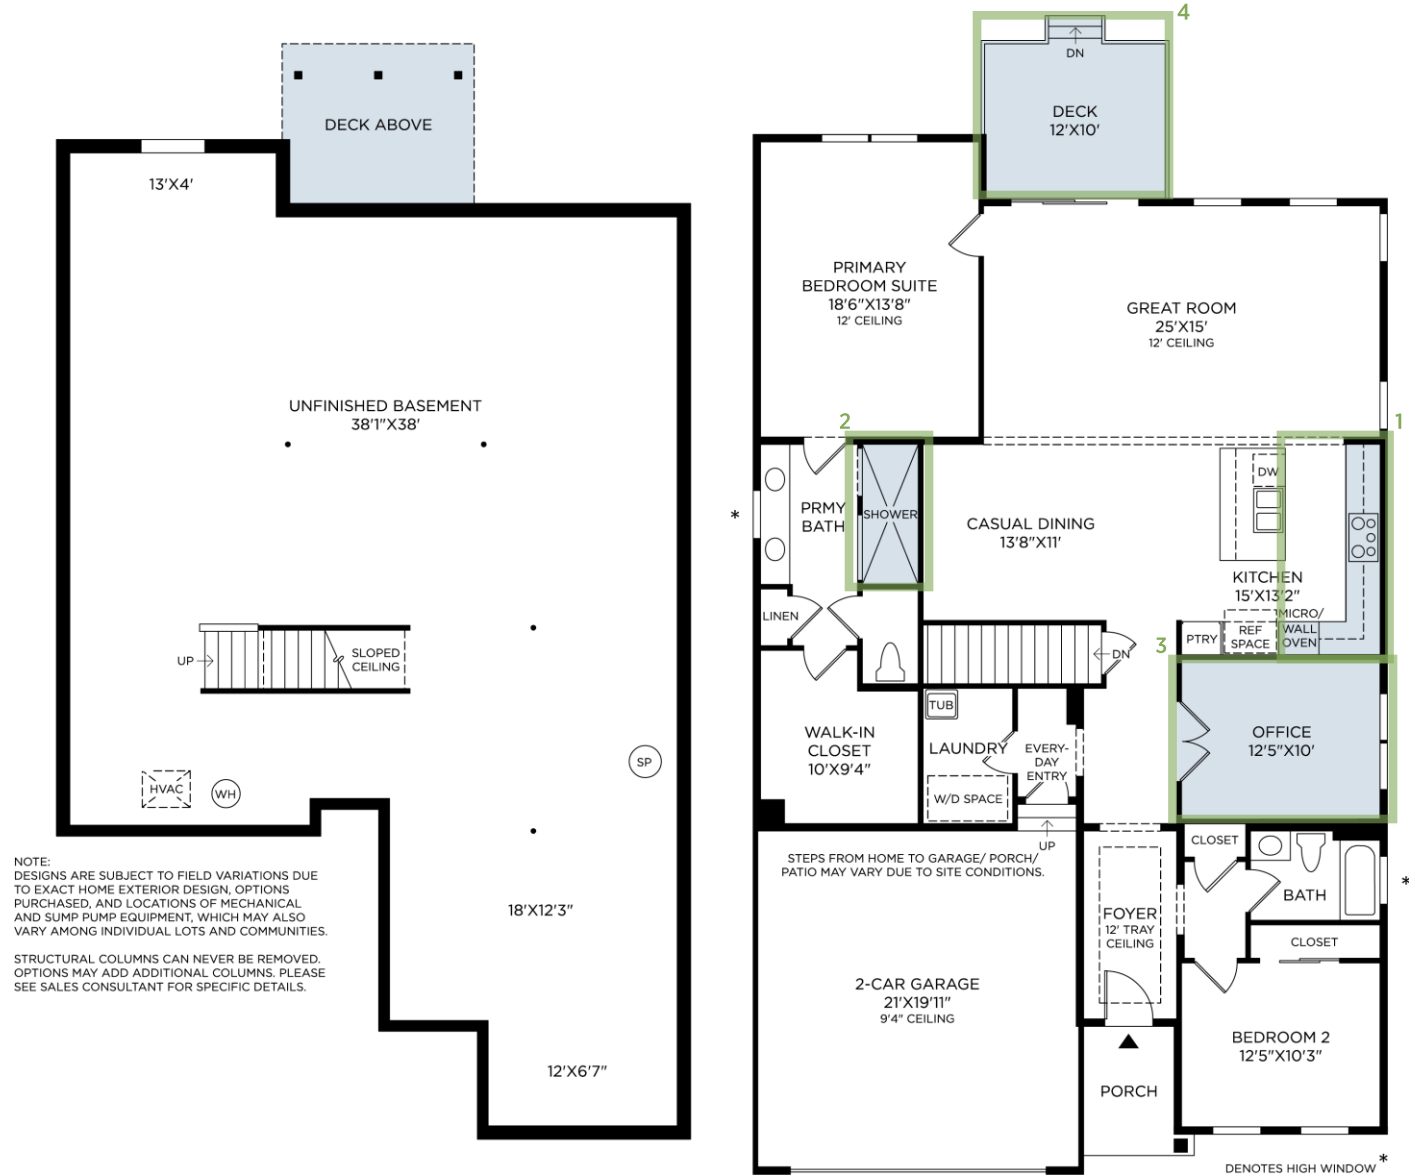 DECK ABOVE
13'X4'
UNFINISHED BASEMENT
38'1"X38'
UP
SLOPED
CEILING
HVAC
WH
SP
18'X12'3"
12'X6'7"
NOTE:
DESIGNS ARE SUBJECT TO FIELD VARIATIONS DUE
TO EXACT HOME EXTERIOR DESIGN, OPTIONS
PURCHASED, AND LOCATIONS OF MECHANICAL
AND SUMP PUMP EQUIPMENT, WHICH MAY ALSO
VARY AMONG INDIVIDUAL LOTS AND COMMUNITIES.
STRUCTURAL COLUMNS CAN NEVER BE REMOVED.
OPTIONS MAY ADD ADDITIONAL COLUMNS. PLEASE
SEE SALES CONSULTANT FOR SPECIFIC DETAILS.
4
DN
DECK
12'X10'
PRIMARY
BEDROOM SUITE
18'6"X13'8"
12' CEILING
GREAT ROOM
25'X15'
12' CEILING
2
1
*
PRMY
BATH
SHOWER
CASUAL DINING
13'8"X11'
DW
KITCHEN
15'X13'2"
MICRO/
WALL
OVEN
REF
SPACE
PTRY
LINEN
DN
3
WALK-IN
CLOSET
10'X9'4"
TUB
LAUNDRY
W/D SPACE
EVERY-
DAY
ENTRY
UP
OFFICE
12'5"X10'
STEPS FROM HOME TO GARAGE/ PORCH/
PATIO MAY VARY DUE TO SITE CONDITIONS.
CLOSET
BATH
*
FOYER
12' TRAY
CEILING
CLOSET
2-CAR GARAGE
21'X19'11"
9'4" CEILING
BEDROOM 2
12'5"X10'3"
PORCH
DENOTES HIGH WINDOW *